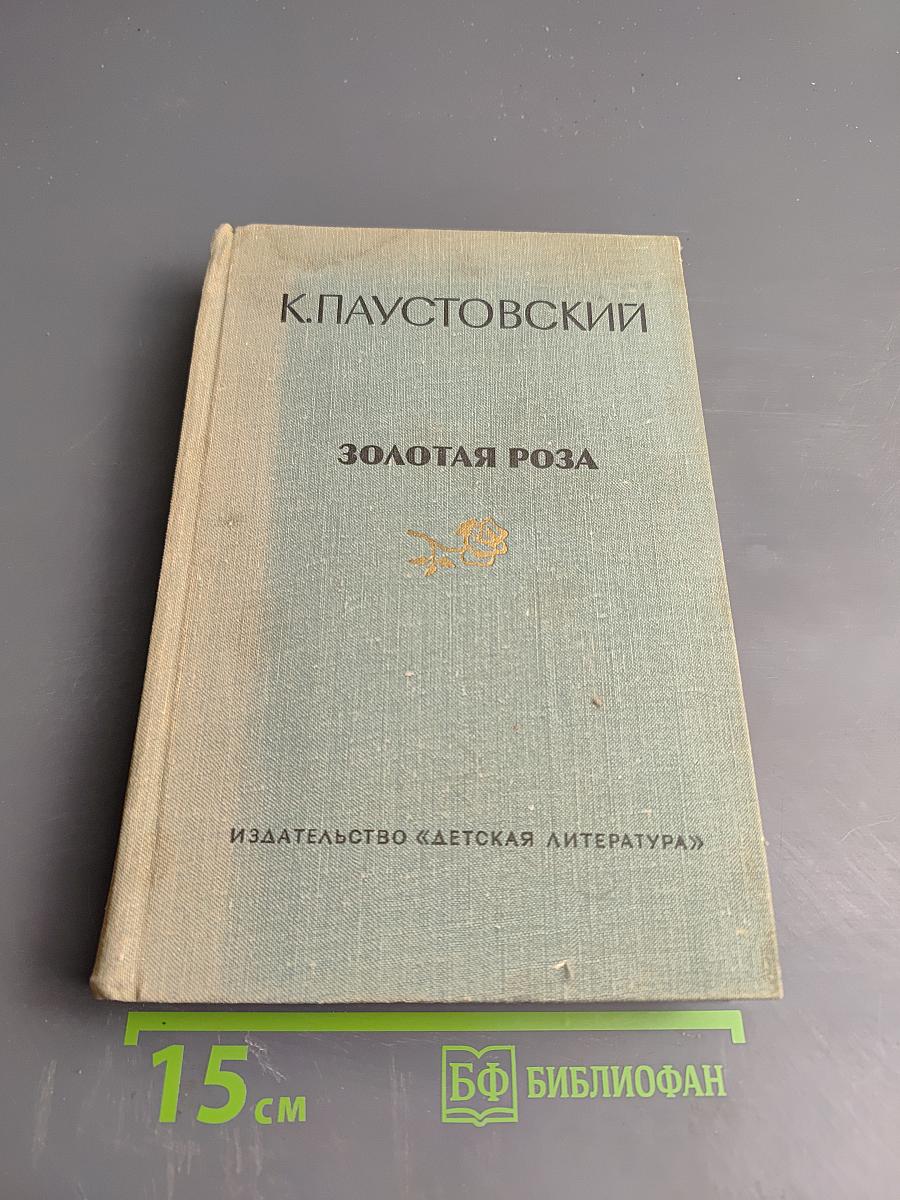 К.ПАУСТОВСКИЙ
ЗОЛОТАЯ РОЗА
ИЗДАТЕЛЬСТВО «ДЕТСКАЯ ЛИТЕРАТУРА»
15 см
БФ БИБЛИОФАН